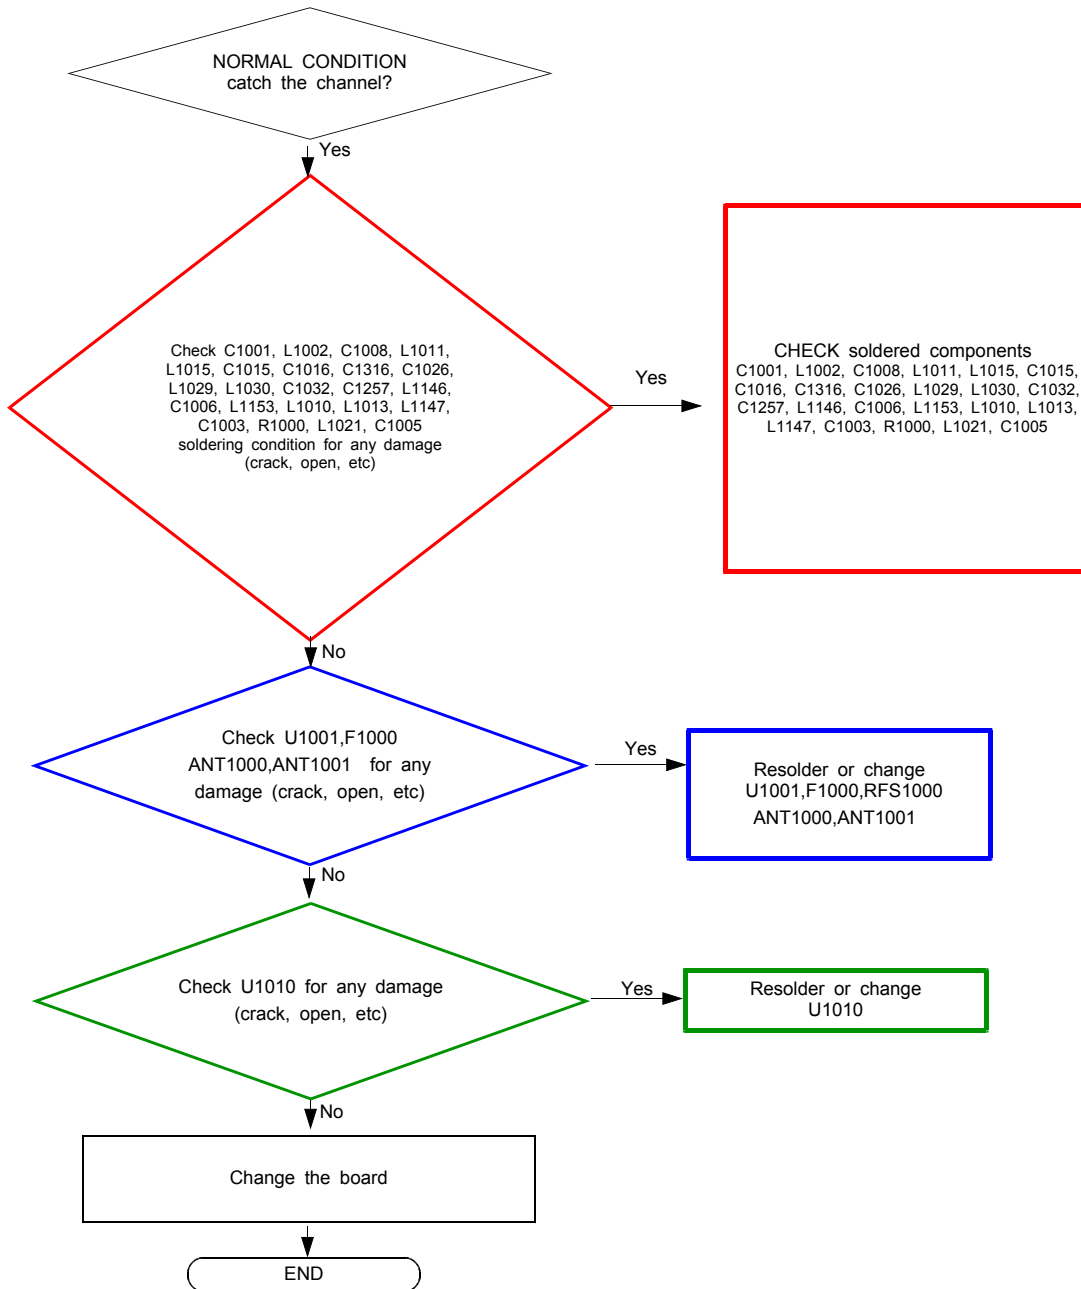 NORMAL CONDITION
catch the channel?
Yes
Check C1001, L1002, C1008, L1011,
L1015, C1015, C1016, C1316, C1026,
L1029, L1030, C1032, C1257, L1146,
C1006, L1153, L1010, L1013, L1147,
C1003, R1000, L1021, C1005
soldering condition for any damage
(crack, open, etc)
Yes
CHECK soldered components
C1001, L1002, C1008, L1011, L1015, C1015,
C1016, C1316, C1026, L1029, L1030, C1032,
C1257, L1146, C1006, L1153, L1010, L1013,
L1147, C1003, R1000, L1021, C1005
No
Check U1001,F1000
ANT1000,ANT1001 for any
damage (crack, open, etc)
Yes
Resolder or change
U1001,F1000,RFS1000
ANT1000,ANT1001
No
Check U1010 for any damage
(crack, open, etc)
Yes
Resolder or change
U1010
No
Change the board
END